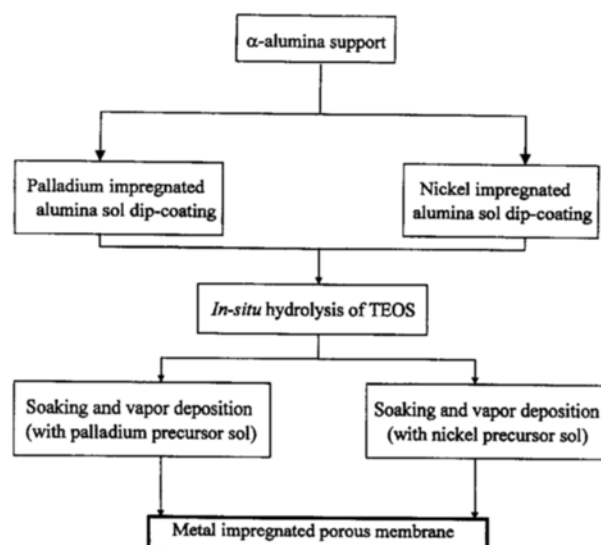 α-alumina support
Palladium impregnated
alumina sol dip-coating
Nickel impregnated
alumina sol dip-coating
In-situ hydrolysis of TEOS
Soaking and vapor deposition
(with palladium precursor sol)
Soaking and vapor deposition
(with nickel precursor sol)
Metal impregnated porous membrane